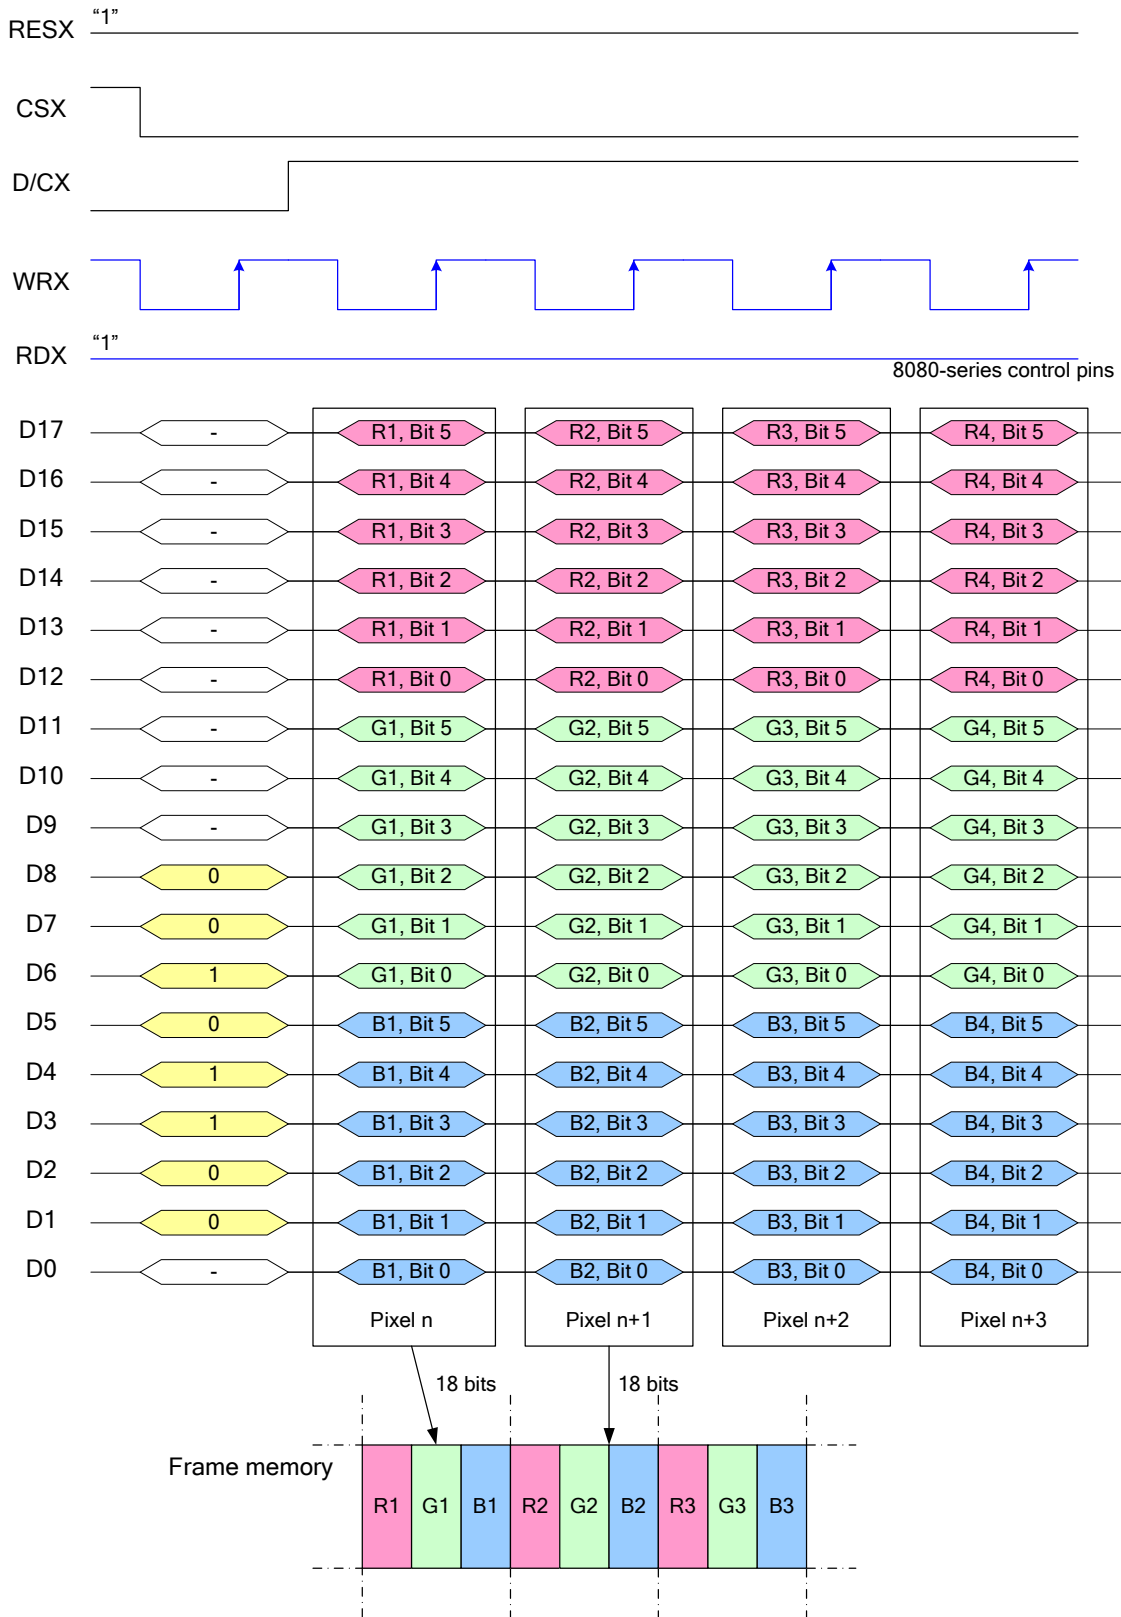 RESX “1”
CSX
D/CX
WRX
RDX “1”
8080-series control pins
D17 - R1, Bit 5 R2, Bit 5 R3, Bit 5 R4, Bit 5
D16 - R1, Bit 4 R2, Bit 4 R3, Bit 4 R4, Bit 4
D15 - R1, Bit 3 R2, Bit 3 R3, Bit 3 R4, Bit 3
D14 - R1, Bit 2 R2, Bit 2 R3, Bit 2 R4, Bit 2
D13 - R1, Bit 1 R2, Bit 1 R3, Bit 1 R4, Bit 1
D12 - R1, Bit 0 R2, Bit 0 R3, Bit 0 R4, Bit 0
D11 - G1, Bit 5 G2, Bit 5 G3, Bit 5 G4, Bit 5
D10 - G1, Bit 4 G2, Bit 4 G3, Bit 4 G4, Bit 4
D9 - G1, Bit 3 G2, Bit 3 G3, Bit 3 G4, Bit 3
D8 0 G1, Bit 2 G2, Bit 2 G3, Bit 2 G4, Bit 2
D7 0 G1, Bit 1 G2, Bit 1 G3, Bit 1 G4, Bit 1
D6 1 G1, Bit 0 G2, Bit 0 G3, Bit 0 G4, Bit 0
D5 0 B1, Bit 5 B2, Bit 5 B3, Bit 5 B4, Bit 5
D4 1 B1, Bit 4 B2, Bit 4 B3, Bit 4 B4, Bit 4
D3 1 B1, Bit 3 B2, Bit 3 B3, Bit 3 B4, Bit 3
D2 0 B1, Bit 2 B2, Bit 2 B3, Bit 2 B4, Bit 2
D1 0 B1, Bit 1 B2, Bit 1 B3, Bit 1 B4, Bit 1
D0 - B1, Bit 0 B2, Bit 0 B3, Bit 0 B4, Bit 0
Pixel n Pixel n+1 Pixel n+2 Pixel n+3
18 bits 18 bits
Frame memory
R1 G1 B1 R2 G2 B2 R3 G3 B3